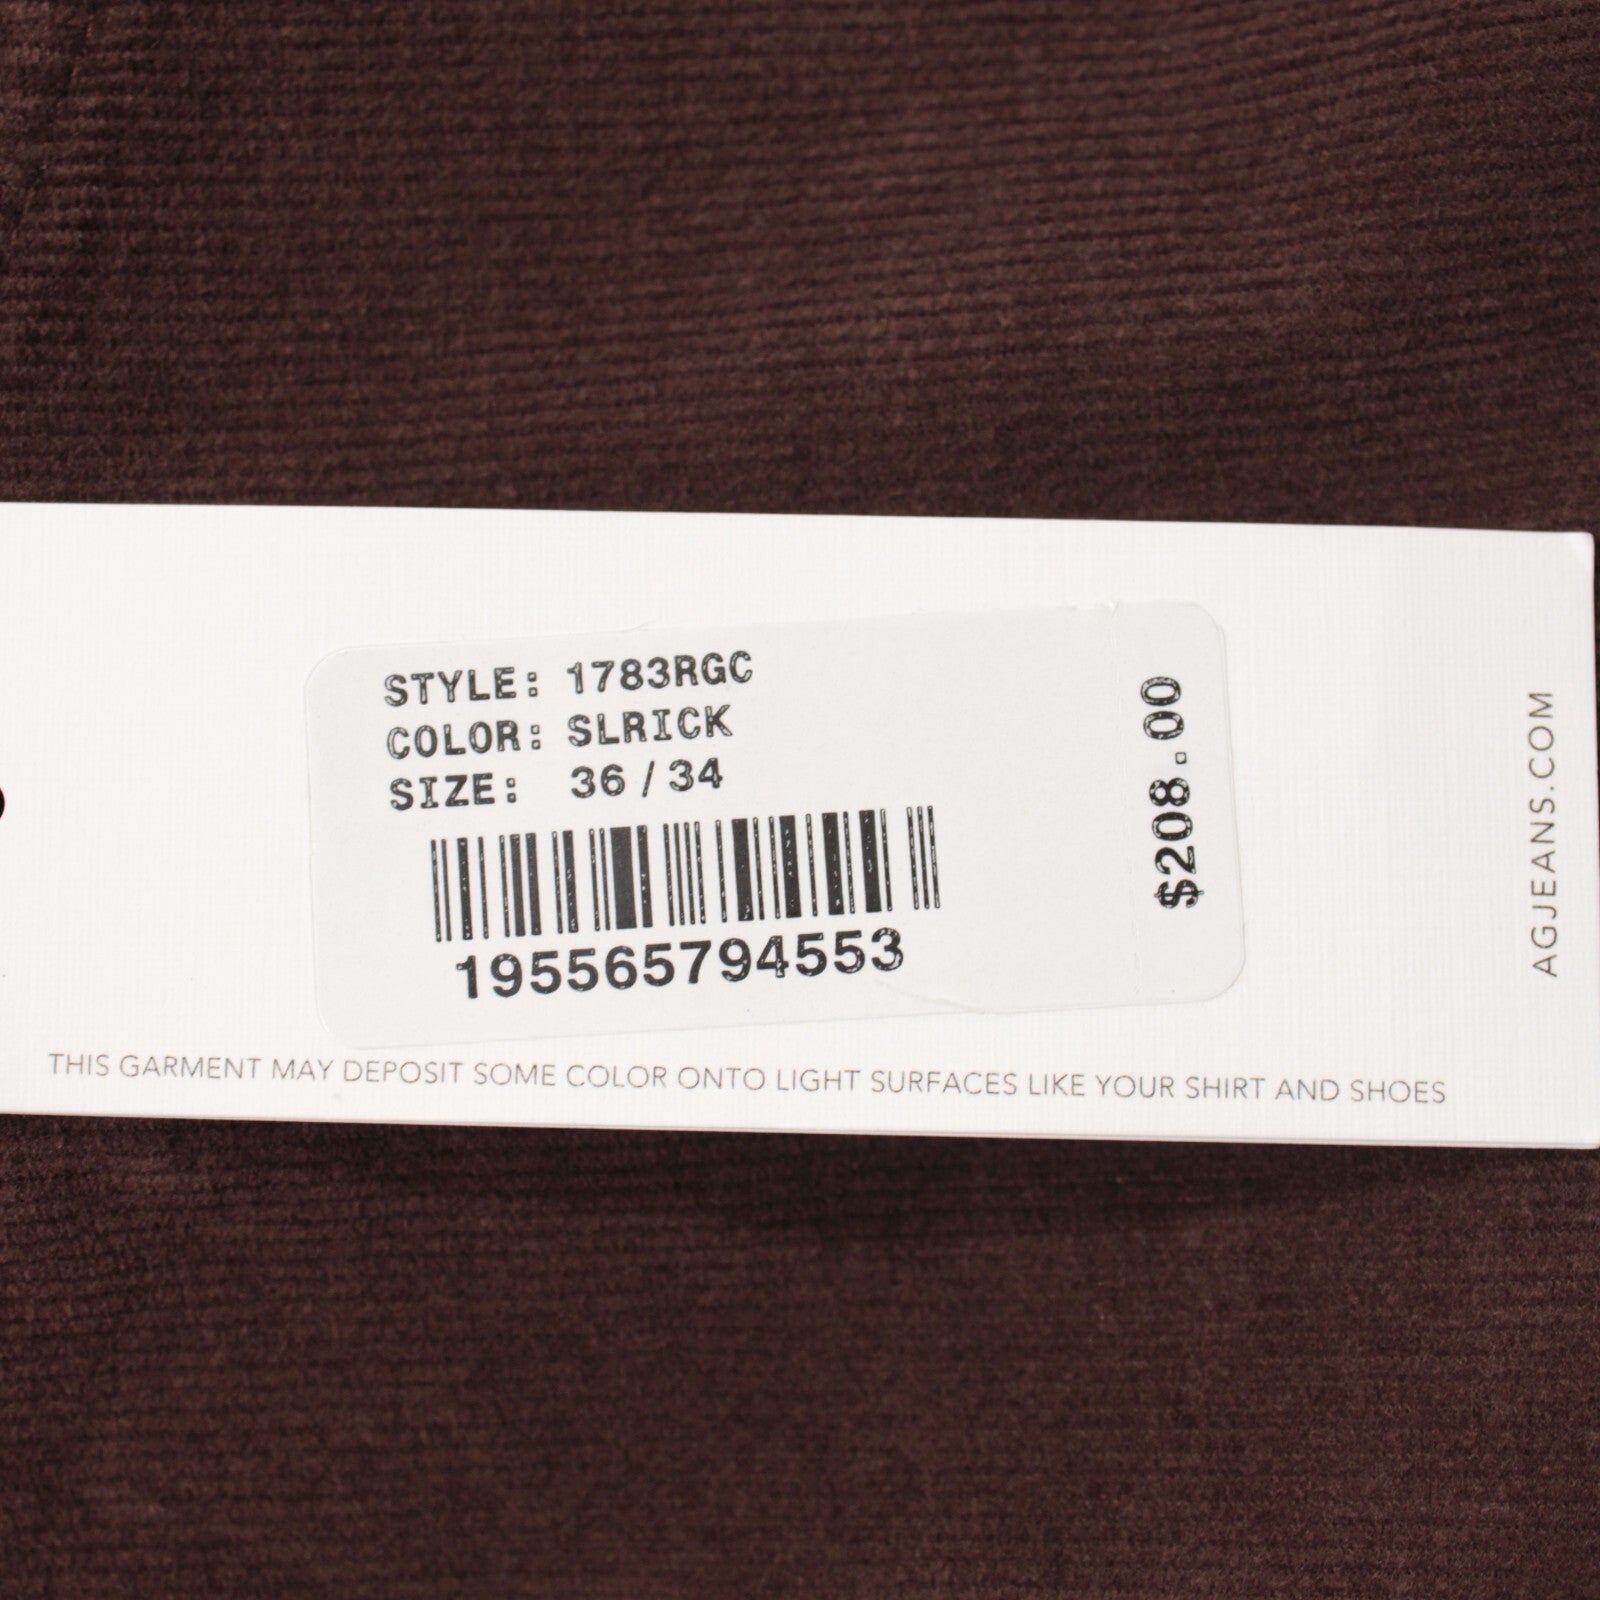 STYLE: 1783RGC
COLOR: SLRICK
SIZE: 36/34
195565794553
$208.00
AGJEANS.COM
THIS GARMENT MAY DEPOSIT SOME COLOR ONTO LIGHT SURFACES LIKE YOUR SHIRT AND SHOES